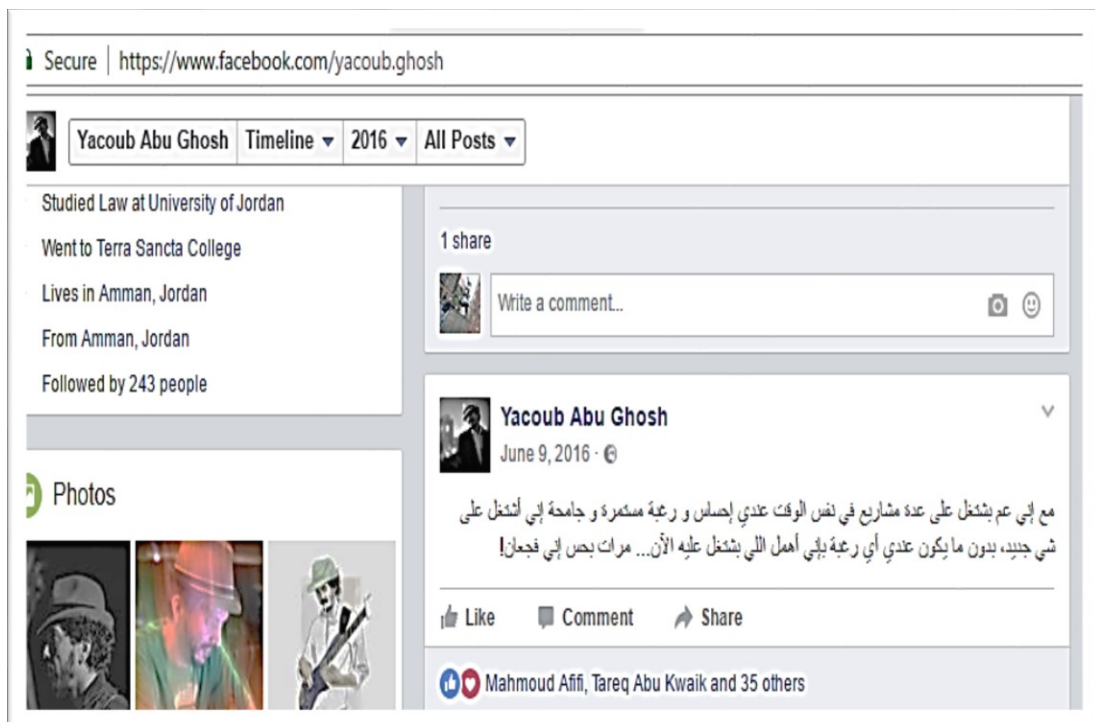 Secure | https://www.facebook.com/yacoub.ghosh
Yacoub Abu Ghosh Timeline 2016 All Posts
Studied Law at University of Jordan
Went to Terra Sancta College
Lives in Amman, Jordan
From Amman, Jordan
Followed by 243 people
Photos
1 share
Write a comment...
Yacoub Abu Ghosh
June 9, 2016 ·
مع إني عم بشتغل على عدة مشاريع في نفس الوقت عندي إحساس و رغبة مستمرة و جامحة إني أشتغل على
شي جديد، بدون ما يكون عندي أي رغبة بإني أهمل اللي بشتغل عليه الآن... مرات بحس إني فجعان!
Like Comment Share
Mahmoud Afifi, Tareq Abu Kwaik and 35 others